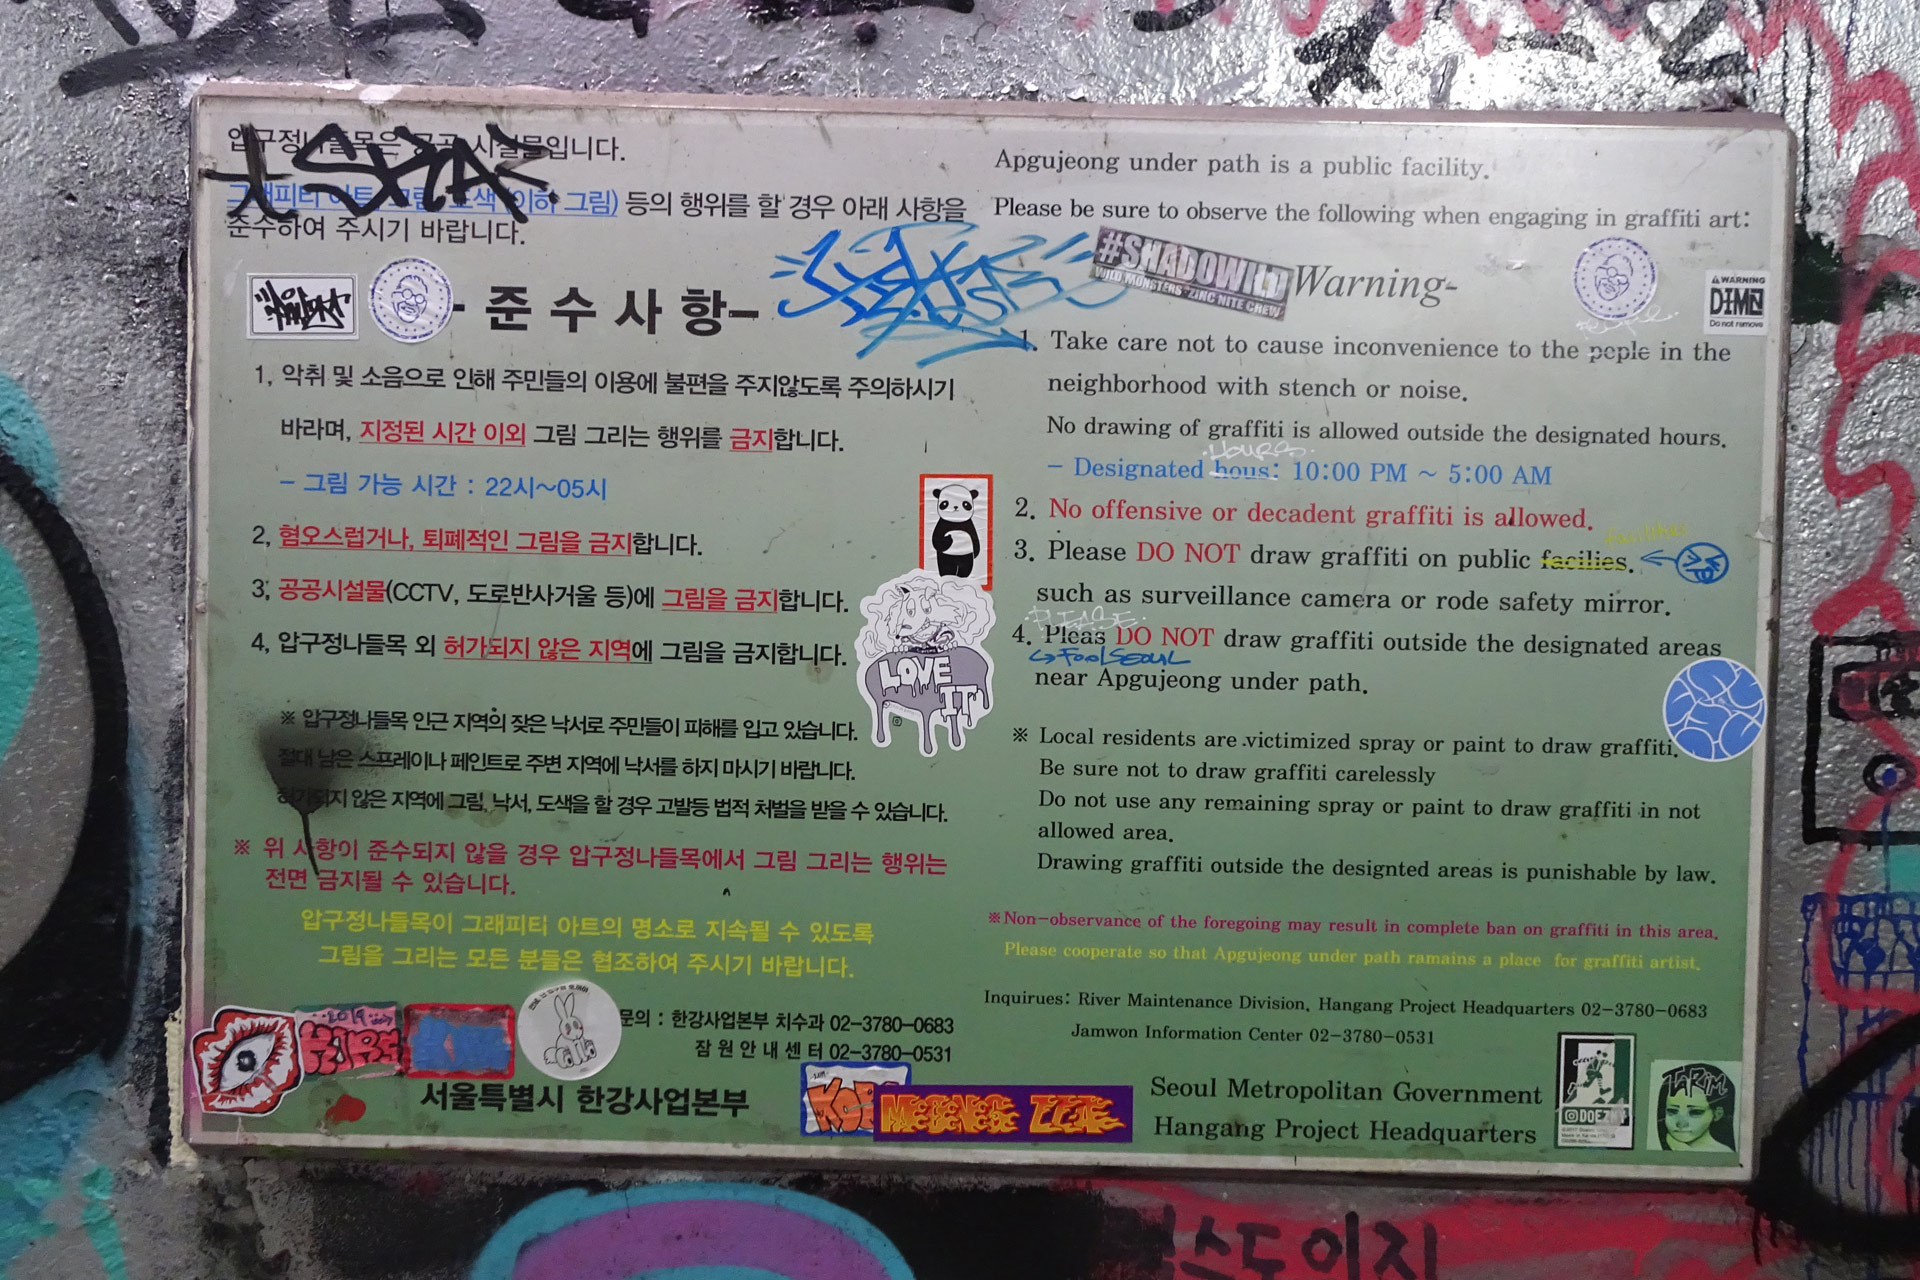 압구정나들목은 공공 시설물입니다.
그래피티 아트, 그림, 도색(이하 그림) 등의 행위를 할 경우 아래 사항을
준수하여 주시기 바랍니다.
- 준 수 사 항-
1, 악취 및 소음으로 인해 주민들의 이용에 불편을 주지않도록 주의하시기
바라며, 지정된 시간 이외 그림 그리는 행위를 금지합니다.
- 그림 가능 시간 : 22시~05시
2, 혐오스럽거나, 퇴폐적인 그림을 금지합니다.
3, 공공시설물(CCTV, 도로반사거울 등)에 그림을 금지합니다.
4, 압구정나들목 외 허가되지 않은 지역에 그림을 금지합니다.
※ 압구정나들목 인근 지역의 잦은 낙서로 주민들이 피해를 입고 있습니다.
절대 남은 스프레이나 페인트로 주변 지역에 낙서를 하지 마시기 바랍니다.
허가되지 않은 지역에 그림, 낙서, 도색을 할 경우 고발등 법적 처벌을 받을 수 있습니다.
※ 위 사항이 준수되지 않을 경우 압구정나들목에서 그림 그리는 행위는
전면 금지될 수 있습니다.
압구정나들목이 그래피티 아트의 명소로 지속될 수 있도록
그림을 그리는 모든 분들은 협조하여 주시기 바랍니다.
문의 : 한강사업본부 치수과 02-3780-0683
잠 원 안 내 센 터 02-3780-0531
서울특별시 한강사업본부
Apgujeong under path is a public facility.
Please be sure to observe the following when engaging in graffiti art:
#SHADOWILD
WILD MONSTERS *ZINC NITE CREW
Warning-
WARNING
DIMN
Do not remove
people
1. Take care not to cause inconvenience to the pople in the
neighborhood with stench or noise.
No drawing of graffiti is allowed outside the designated hours.
HOURS
- Designated hous: 10:00 PM ~ 5:00 AM
2. No offensive or decadent graffiti is allowed.
facilities
3. Please DO NOT draw graffiti on public facilies.
such as surveillance camera or rode safety mirror.
PLEASE
4. Pleas DO NOT draw graffiti outside the designated areas
FOOLSEOUL
near Apgujeong under path.
LOVE
IT
※ Local residents are victimized spray or paint to draw graffiti.
Be sure not to draw graffiti carelessly
Do not use any remaining spray or paint to draw graffiti in not
allowed area.
Drawing graffiti outside the designted areas is punishable by law.
※Non-observance of the foregoing may result in complete ban on graffiti in this area.
Please cooperate so that Apgujeong under path ramains a place for graffiti artist.
Inquirues: River Maintenance Division, Hangang Project Headquarters 02-3780-0683
Jamwon Information Center 02-3780-0531
Seoul Metropolitan Government
Hangang Project Headquarters
2019
TARIM